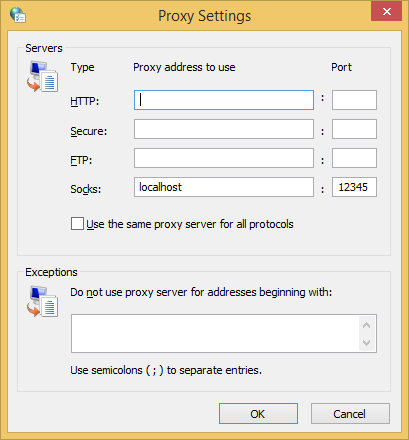 Proxy Settings
Servers
Type Proxy address to use Port
HTTP: :
Secure: :
FTP: :
Socks: localhost : 12345
Use the same proxy server for all protocols
Exceptions
Do not use proxy server for addresses beginning with:
Use semicolons ( ; ) to separate entries.
OK Cancel